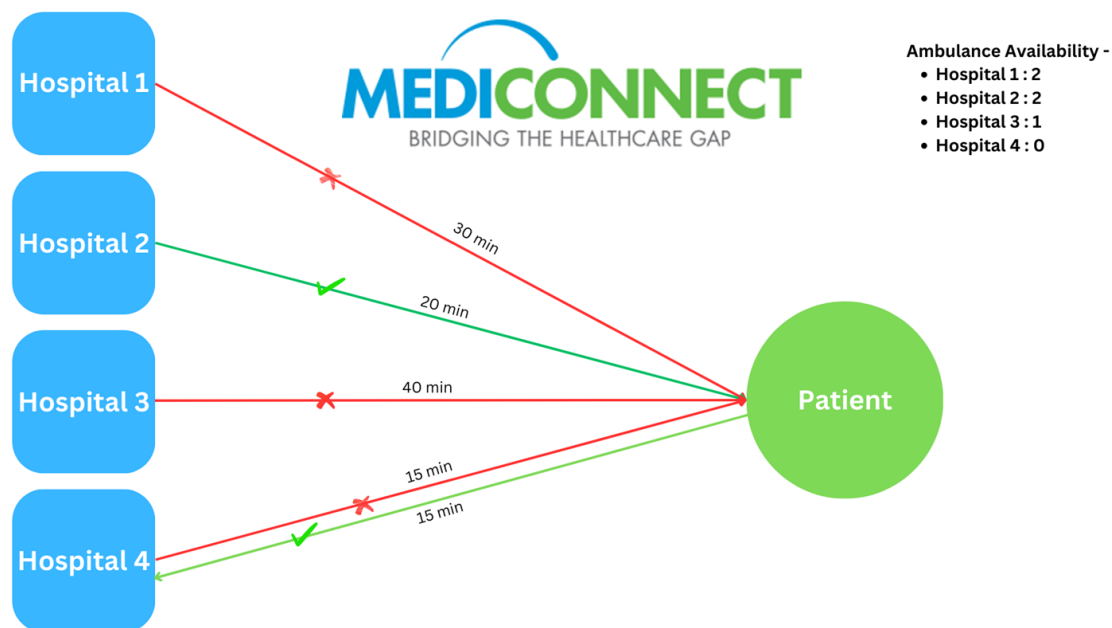 Hospital 1
Hospital 2
Hospital 3
Hospital 4
MEDICONNECT
BRIDGING THE HEALTHCARE GAP
Ambulance Availability -
• Hospital 1 : 2
• Hospital 2 : 2
• Hospital 3 : 1
• Hospital 4 : 0
30 min
20 min
40 min
15 min
15 min
Patient